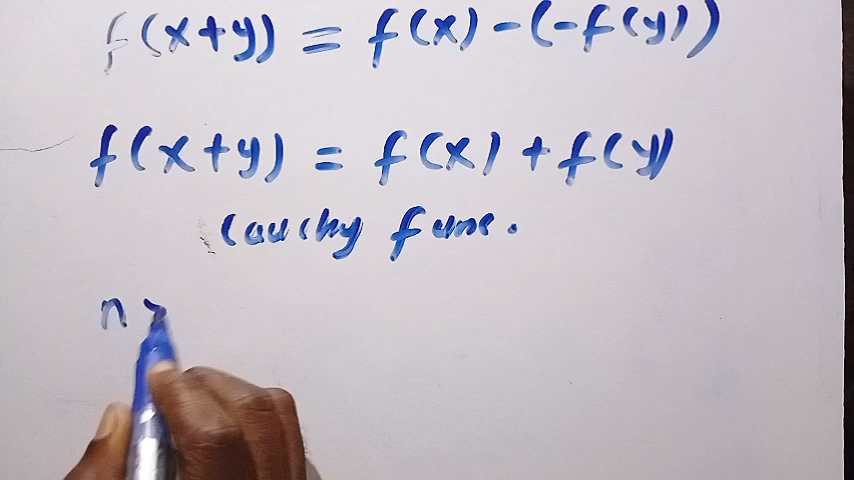 f(x+y) = f(x)-(-f(y))
f(x+y) = f(x)+f(y)
Cauchy func.
n >